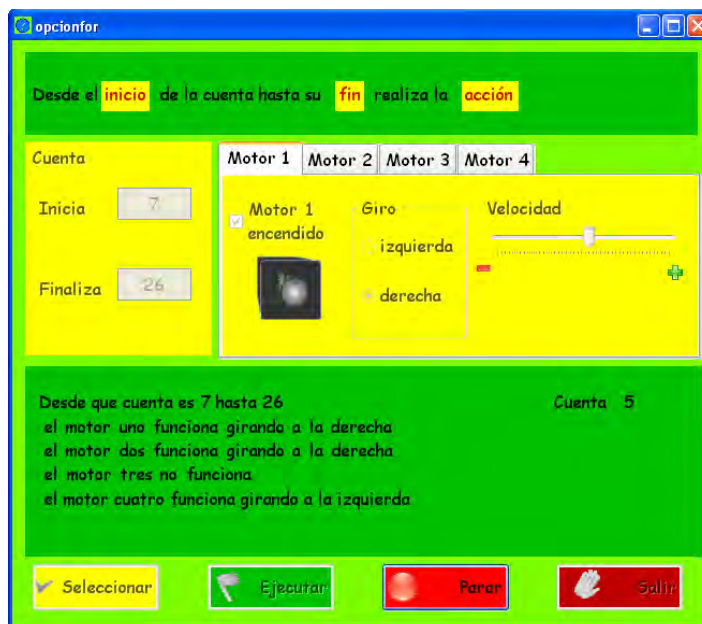 opcionfor
Desde el inicio de la cuenta hasta su fin realiza la acción
Cuenta
Inicia 7
Finaliza 26
Motor 1 Motor 2 Motor 3 Motor 4
Motor 1
encendido
Giro
izquierda
derecha
Velocidad
Desde que cuenta es 7 hasta 26
el motor uno funciona girando a la derecha
el motor dos funciona girando a la derecha
el motor tres no funciona
el motor cuatro funciona girando a la izquierda
Cuenta 5
Seleccionar Ejecutar Parar Salir